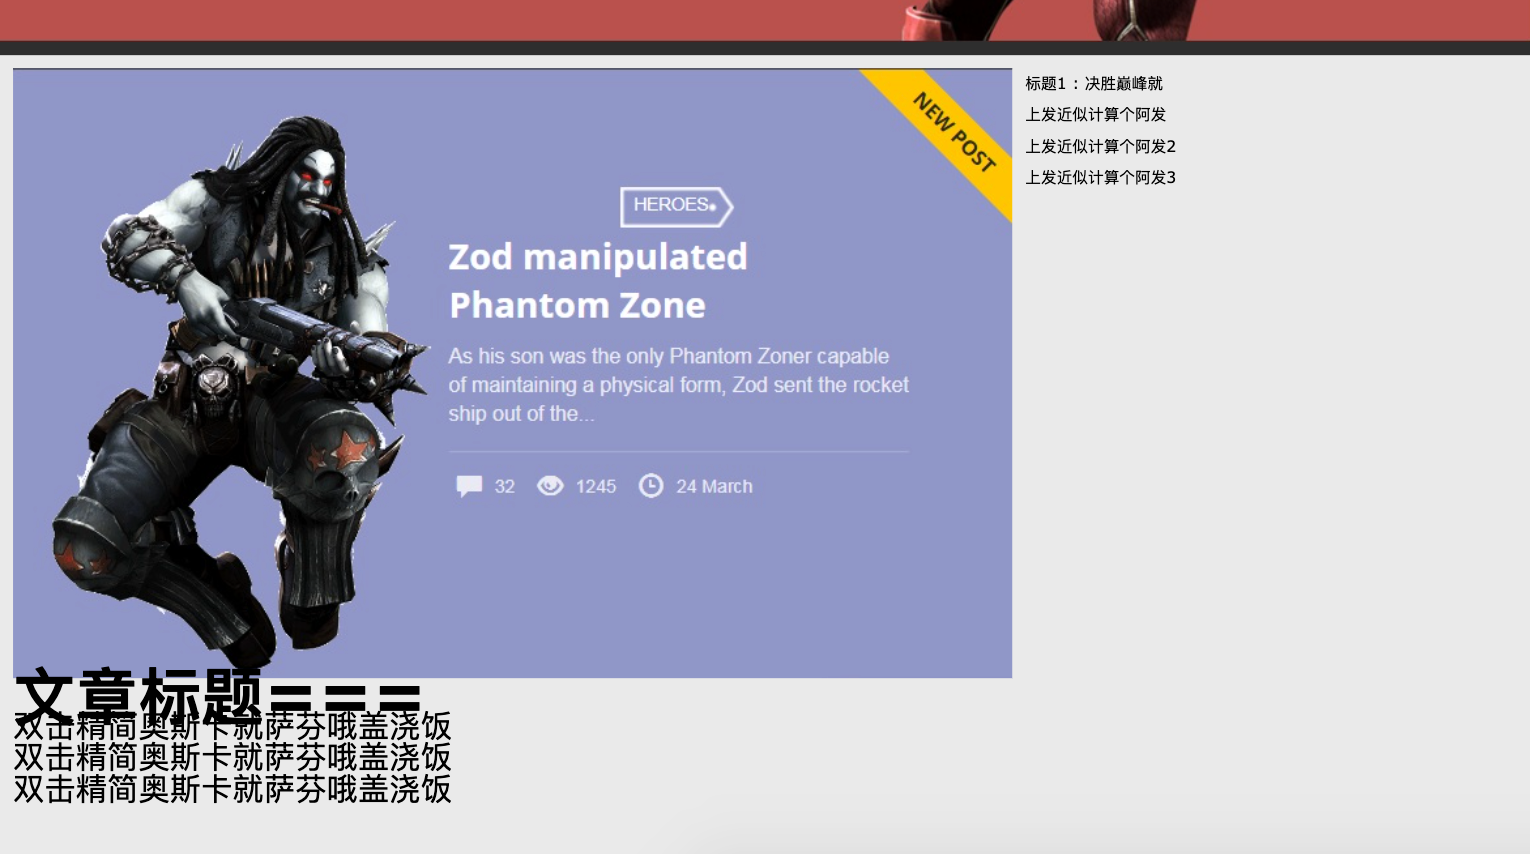 NEW POST
HEROES
Zod manipulated
Phantom Zone
As his son was the only Phantom Zoner capable
of maintaining a physical form, Zod sent the rocket
ship out of the...
32 1245 24 March
标题1 : 决胜巅峰就
上发近似计算个阿发
上发近似计算个阿发2
上发近似计算个阿发3
文章标题===
双击精简奥斯卡就萨芬哦盖浇饭
双击精简奥斯卡就萨芬哦盖浇饭
双击精简奥斯卡就萨芬哦盖浇饭